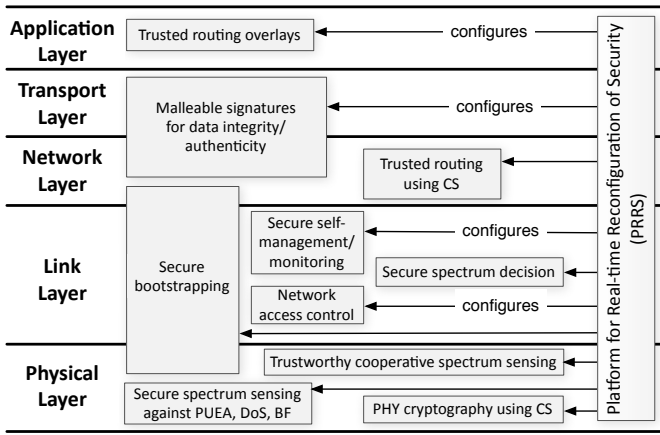 Application
Layer
Trusted routing overlays
configures
Transport
Layer
Malleable signatures
for data integrity/
authenticity
configures
Network
Layer
Trusted routing
using CS
Link
Layer
Secure
bootstrapping
Secure self-
management/
monitoring
configures
Secure spectrum decision
Network
access control
configures
Physical
Layer
Trustworthy cooperative spectrum sensing
Secure spectrum sensing
against PUEA, DoS, BF
PHY cryptography using CS
Platform for Real-time Reconfiguration of Security
(PRRS)